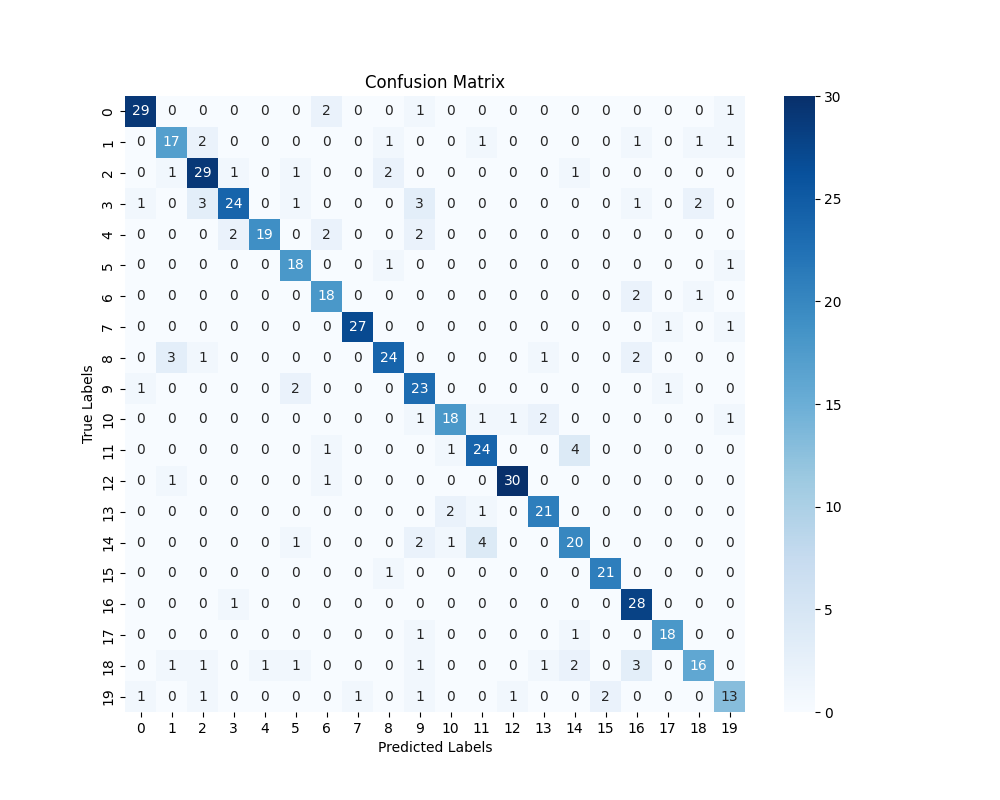 Confusion Matrix
True Labels
0 29 0 0 0 0 0 2 0 0 1 0 0 0 0 0 0 0 0 0 1
1 0 17 2 0 0 0 0 0 1 0 0 1 0 0 0 0 1 0 1 1
2 0 1 29 1 0 1 0 0 2 0 0 0 0 0 1 0 0 0 0 0
3 1 0 3 24 0 1 0 0 0 3 0 0 0 0 0 0 1 0 2 0
4 0 0 0 2 19 0 2 0 0 2 0 0 0 0 0 0 0 0 0 0
5 0 0 0 0 0 18 0 0 1 0 0 0 0 0 0 0 0 0 0 1
6 0 0 0 0 0 0 18 0 0 0 0 0 0 0 0 0 2 0 1 0
7 0 0 0 0 0 0 0 27 0 0 0 0 0 0 0 0 0 1 0 1
8 0 3 1 0 0 0 0 0 24 0 0 0 0 1 0 0 2 0 0 0
9 1 0 0 0 0 2 0 0 0 23 0 0 0 0 0 0 0 1 0 0
10 0 0 0 0 0 0 0 0 0 1 18 1 1 2 0 0 0 0 0 1
11 0 0 0 0 0 0 1 0 0 0 1 24 0 0 4 0 0 0 0 0
12 0 1 0 0 0 0 1 0 0 0 0 0 30 0 0 0 0 0 0 0
13 0 0 0 0 0 0 0 0 0 0 2 1 0 21 0 0 0 0 0 0
14 0 0 0 0 0 1 0 0 0 2 1 4 0 0 20 0 0 0 0 0
15 0 0 0 0 0 0 0 0 1 0 0 0 0 0 0 21 0 0 0 0
16 0 0 0 1 0 0 0 0 0 0 0 0 0 0 0 0 28 0 0 0
17 0 0 0 0 0 0 0 0 0 1 0 0 0 0 1 0 0 18 0 0
18 0 1 1 0 1 1 0 0 0 1 0 0 0 1 2 0 3 0 16 0
19 1 0 1 0 0 0 0 1 0 1 0 0 1 0 0 2 0 0 0 13
0 1 2 3 4 5 6 7 8 9 10 11 12 13 14 15 16 17 18 19
Predicted Labels
30
25
20
15
10
5
0